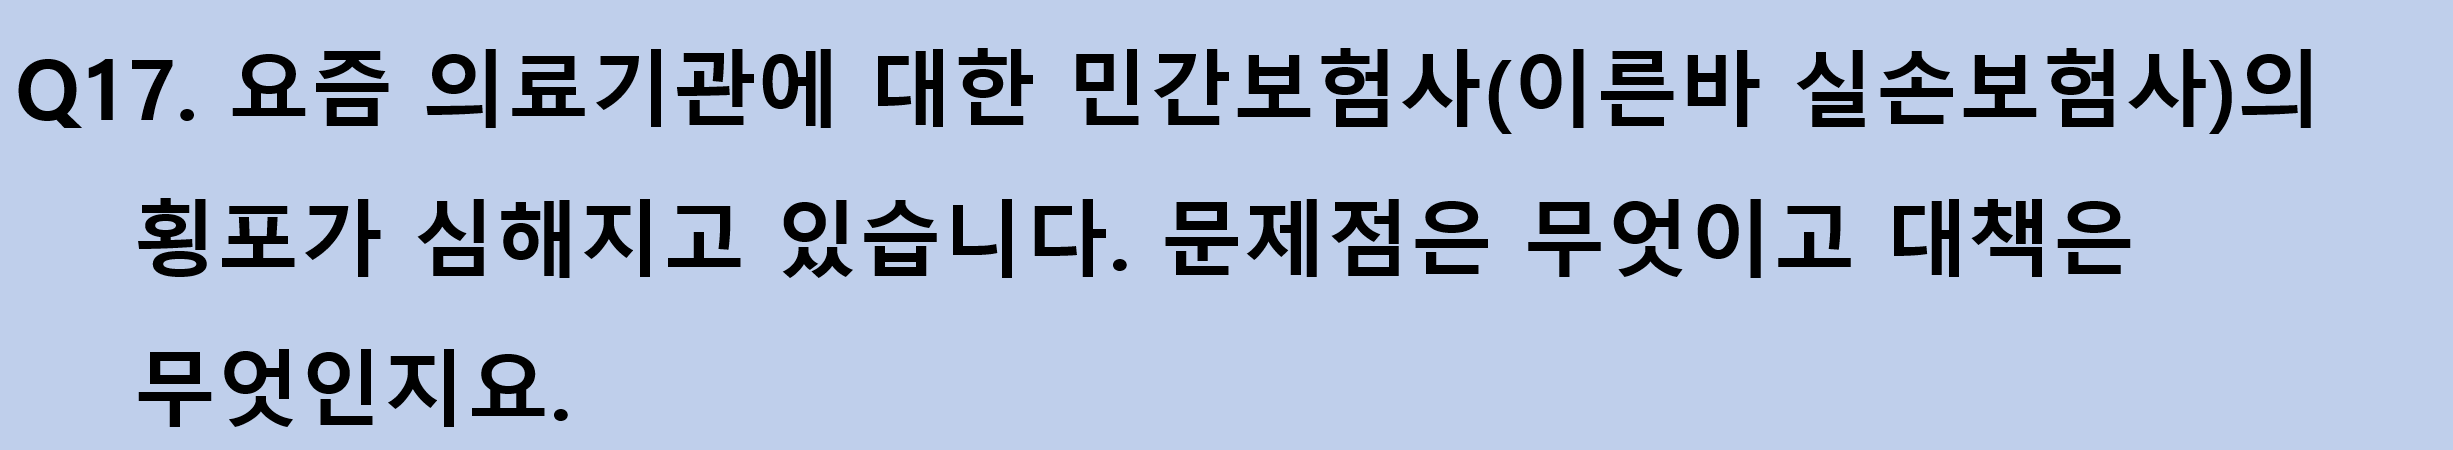 Q17. 요즘 의료기관에 대한 민간보험사(이른바 실손보험사)의
횡포가 심해지고 있습니다. 문제점은 무엇이고 대책은
무엇인지요.